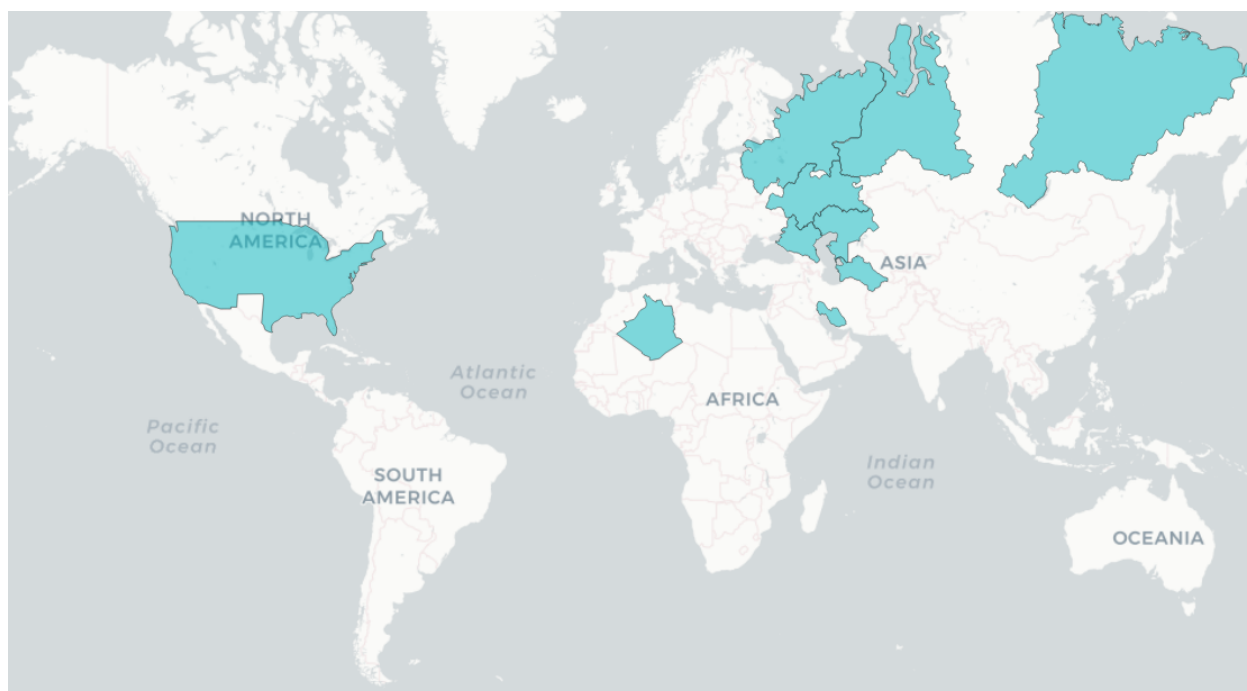 NORTH
AMERICA
ASIA
Atlantic
Ocean
AFRICA
Pacific
Ocean
SOUTH
AMERICA
Indian
Ocean
OCEANIA